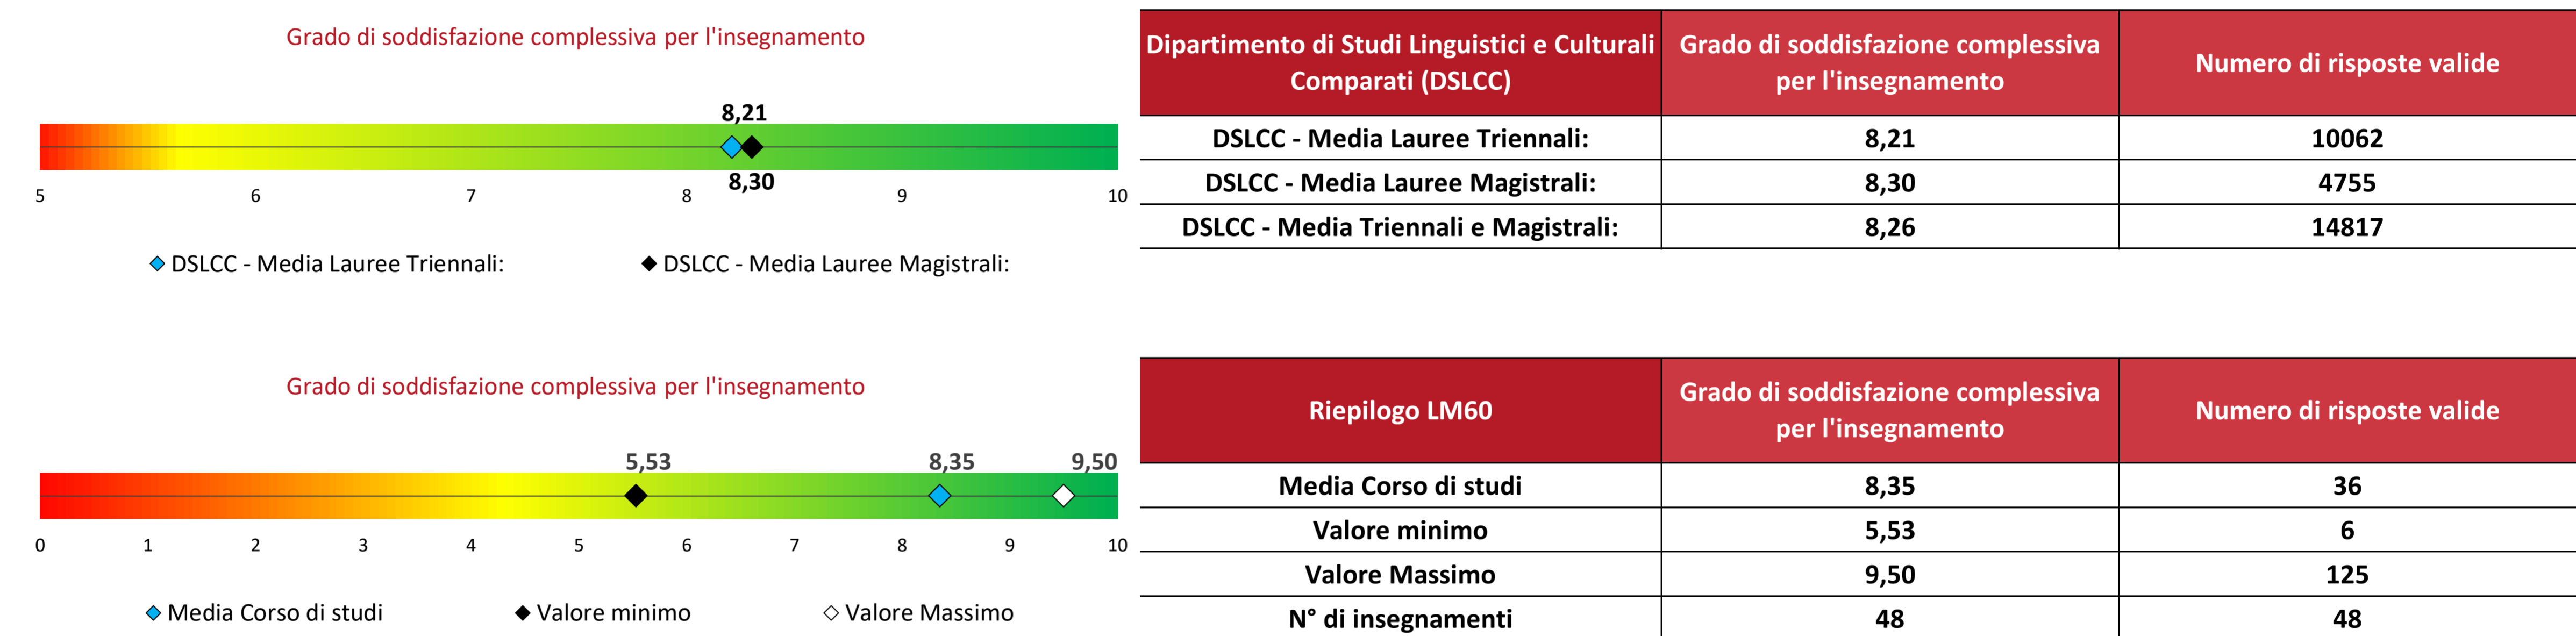 Grado di soddisfazione complessiva per l'insegnamento
8,21
8,30
5 6 7 8 9 10
DSLCC - Media Lauree Triennali: DSLCC - Media Lauree Magistrali:
Dipartimento di Studi Linguistici e Culturali
Comparati (DSLCC)
Grado di soddisfazione complessiva
per l'insegnamento
Numero di risposte valide
DSLCC - Media Lauree Triennali: 8,21 10062
DSLCC - Media Lauree Magistrali: 8,30 4755
DSLCC - Media Triennali e Magistrali: 8,26 14817
Grado di soddisfazione complessiva per l'insegnamento
5,53 8,35 9,50
0 1 2 3 4 5 6 7 8 9 10
Media Corso di studi Valore minimo Valore Massimo
Riepilogo LM60
Grado di soddisfazione complessiva
per l'insegnamento
Numero di risposte valide
Media Corso di studi 8,35 36
Valore minimo 5,53 6
Valore Massimo 9,50 125
N° di insegnamenti 48 48